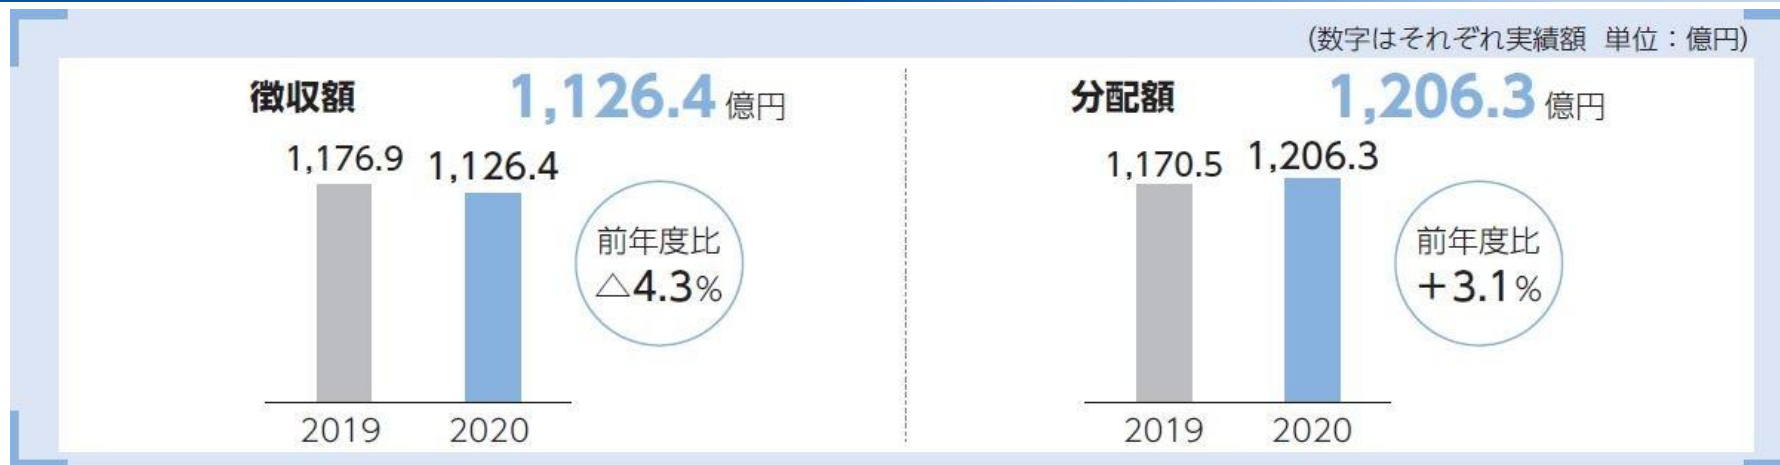 (数字はそれぞれ実績額 単位：億円)
徴収額 1,126.4億円
1,176.9 1,126.4
前年度比
△4.3%
2019 2020
分配額 1,206.3億円
1,170.5 1,206.3
前年度比
+3.1%
2019 2020